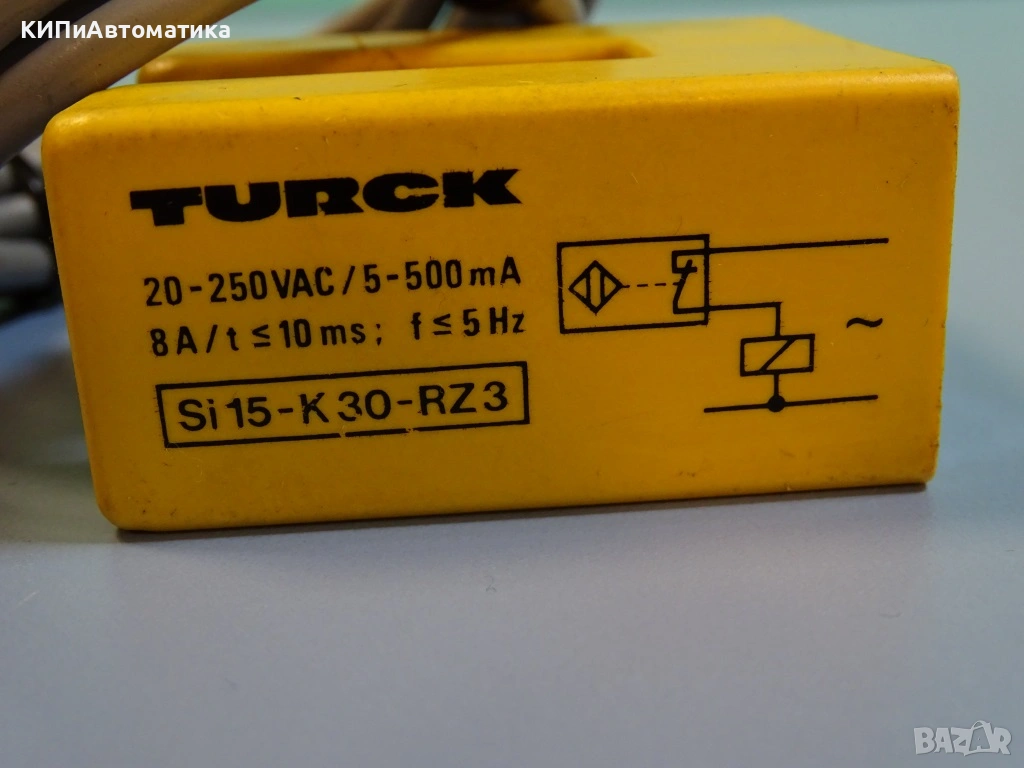 КИПиАвтоматика
TURCK
20-250VAC/5-500mA
8A/t≤10ms; f≤5Hz
Si15-K30-RZ3
~
BAZAR